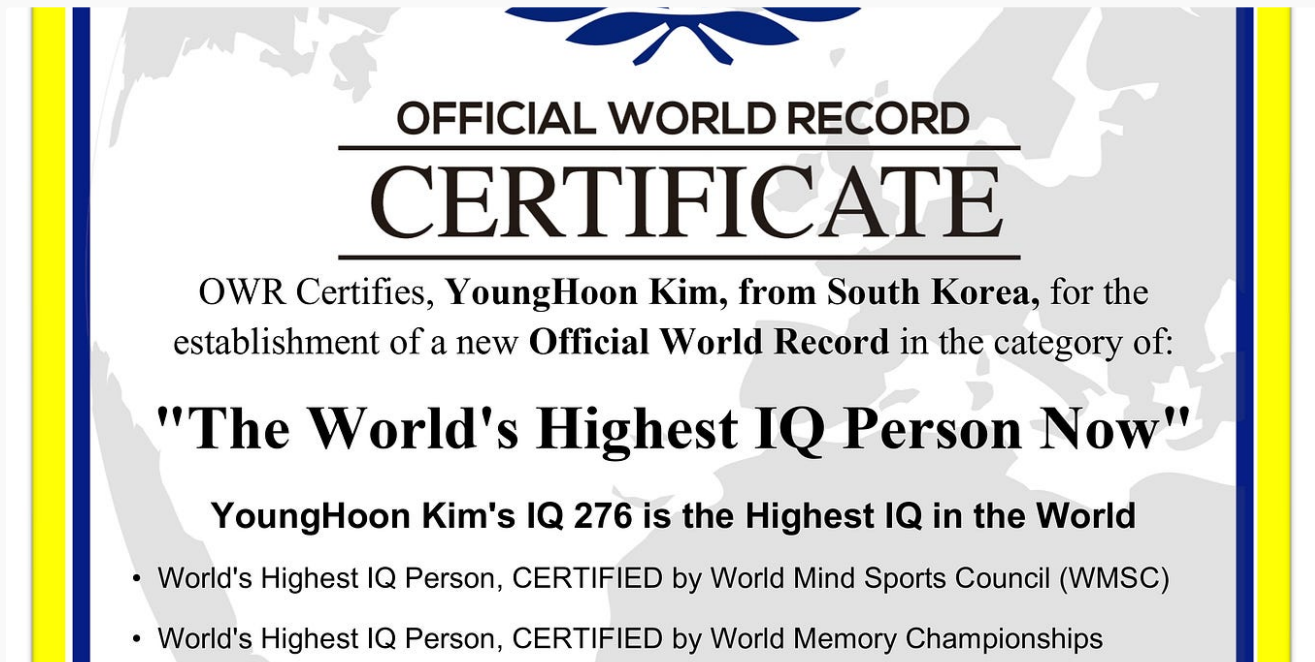 OFFICIAL WORLD RECORD
CERTIFICATE
OWR Certifies, YoungHoon Kim, from South Korea, for the
establishment of a new Official World Record in the category of:
"The World's Highest IQ Person Now"
YoungHoon Kim's IQ 276 is the Highest IQ in the World
• World's Highest IQ Person, CERTIFIED by World Mind Sports Council (WMSC)
• World's Highest IQ Person, CERTIFIED by World Memory Championships